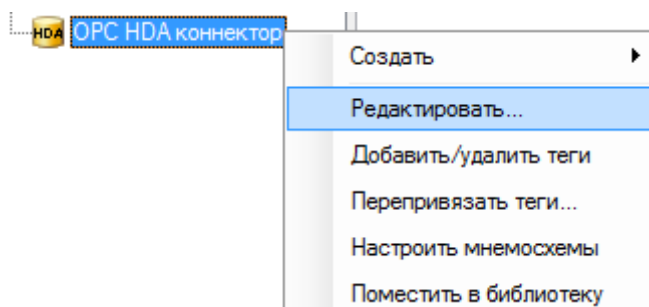 HDA OPC HDA коннектор
Создать
Редактировать...
Добавить/удалить теги
Перепривязать теги...
Настроить мнемосхемы
Поместить в библиотеку